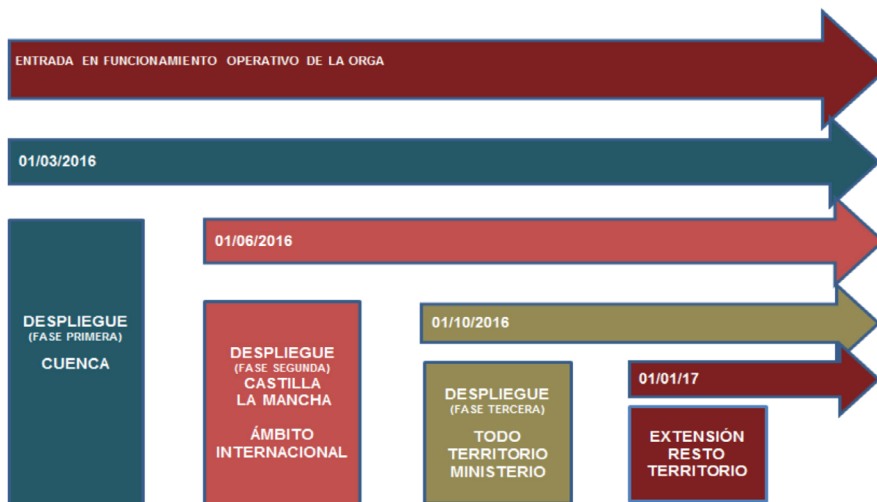 ENTRADA EN FUNCIONAMIENTO OPERATIVO DE LA ORGA
01/03/2016
DESPLIEGUE
(FASE PRIMERA)
CUENCA
01/06/2016
DESPLIEGUE
(FASE SEGUNDA)
CASTILLA
LA MANCHA
ÁMBITO
INTERNACIONAL
01/10/2016
DESPLIEGUE
(FASE TERCERA)
TODO
TERRITORIO
MINISTERIO
01/01/17
EXTENSIÓN
RESTO
TERRITORIO